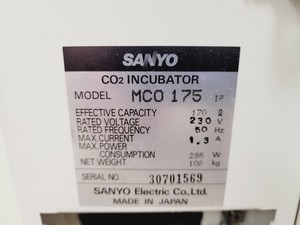 SANYO
CO2 INCUBATOR
MODEL MCO 175
EFFECTIVE CAPACITY 170 ℓ
RATED VOLTAGE 230 V
RATED FREQUENCY 50 Hz
MAX.CURRENT 1.3 A
MAX.POWER
CONSUMPTION 285 W
NET WEIGHT kg
SERIAL NO 30701569
SANYO Electric Co.,Ltd.
MADE IN JAPAN